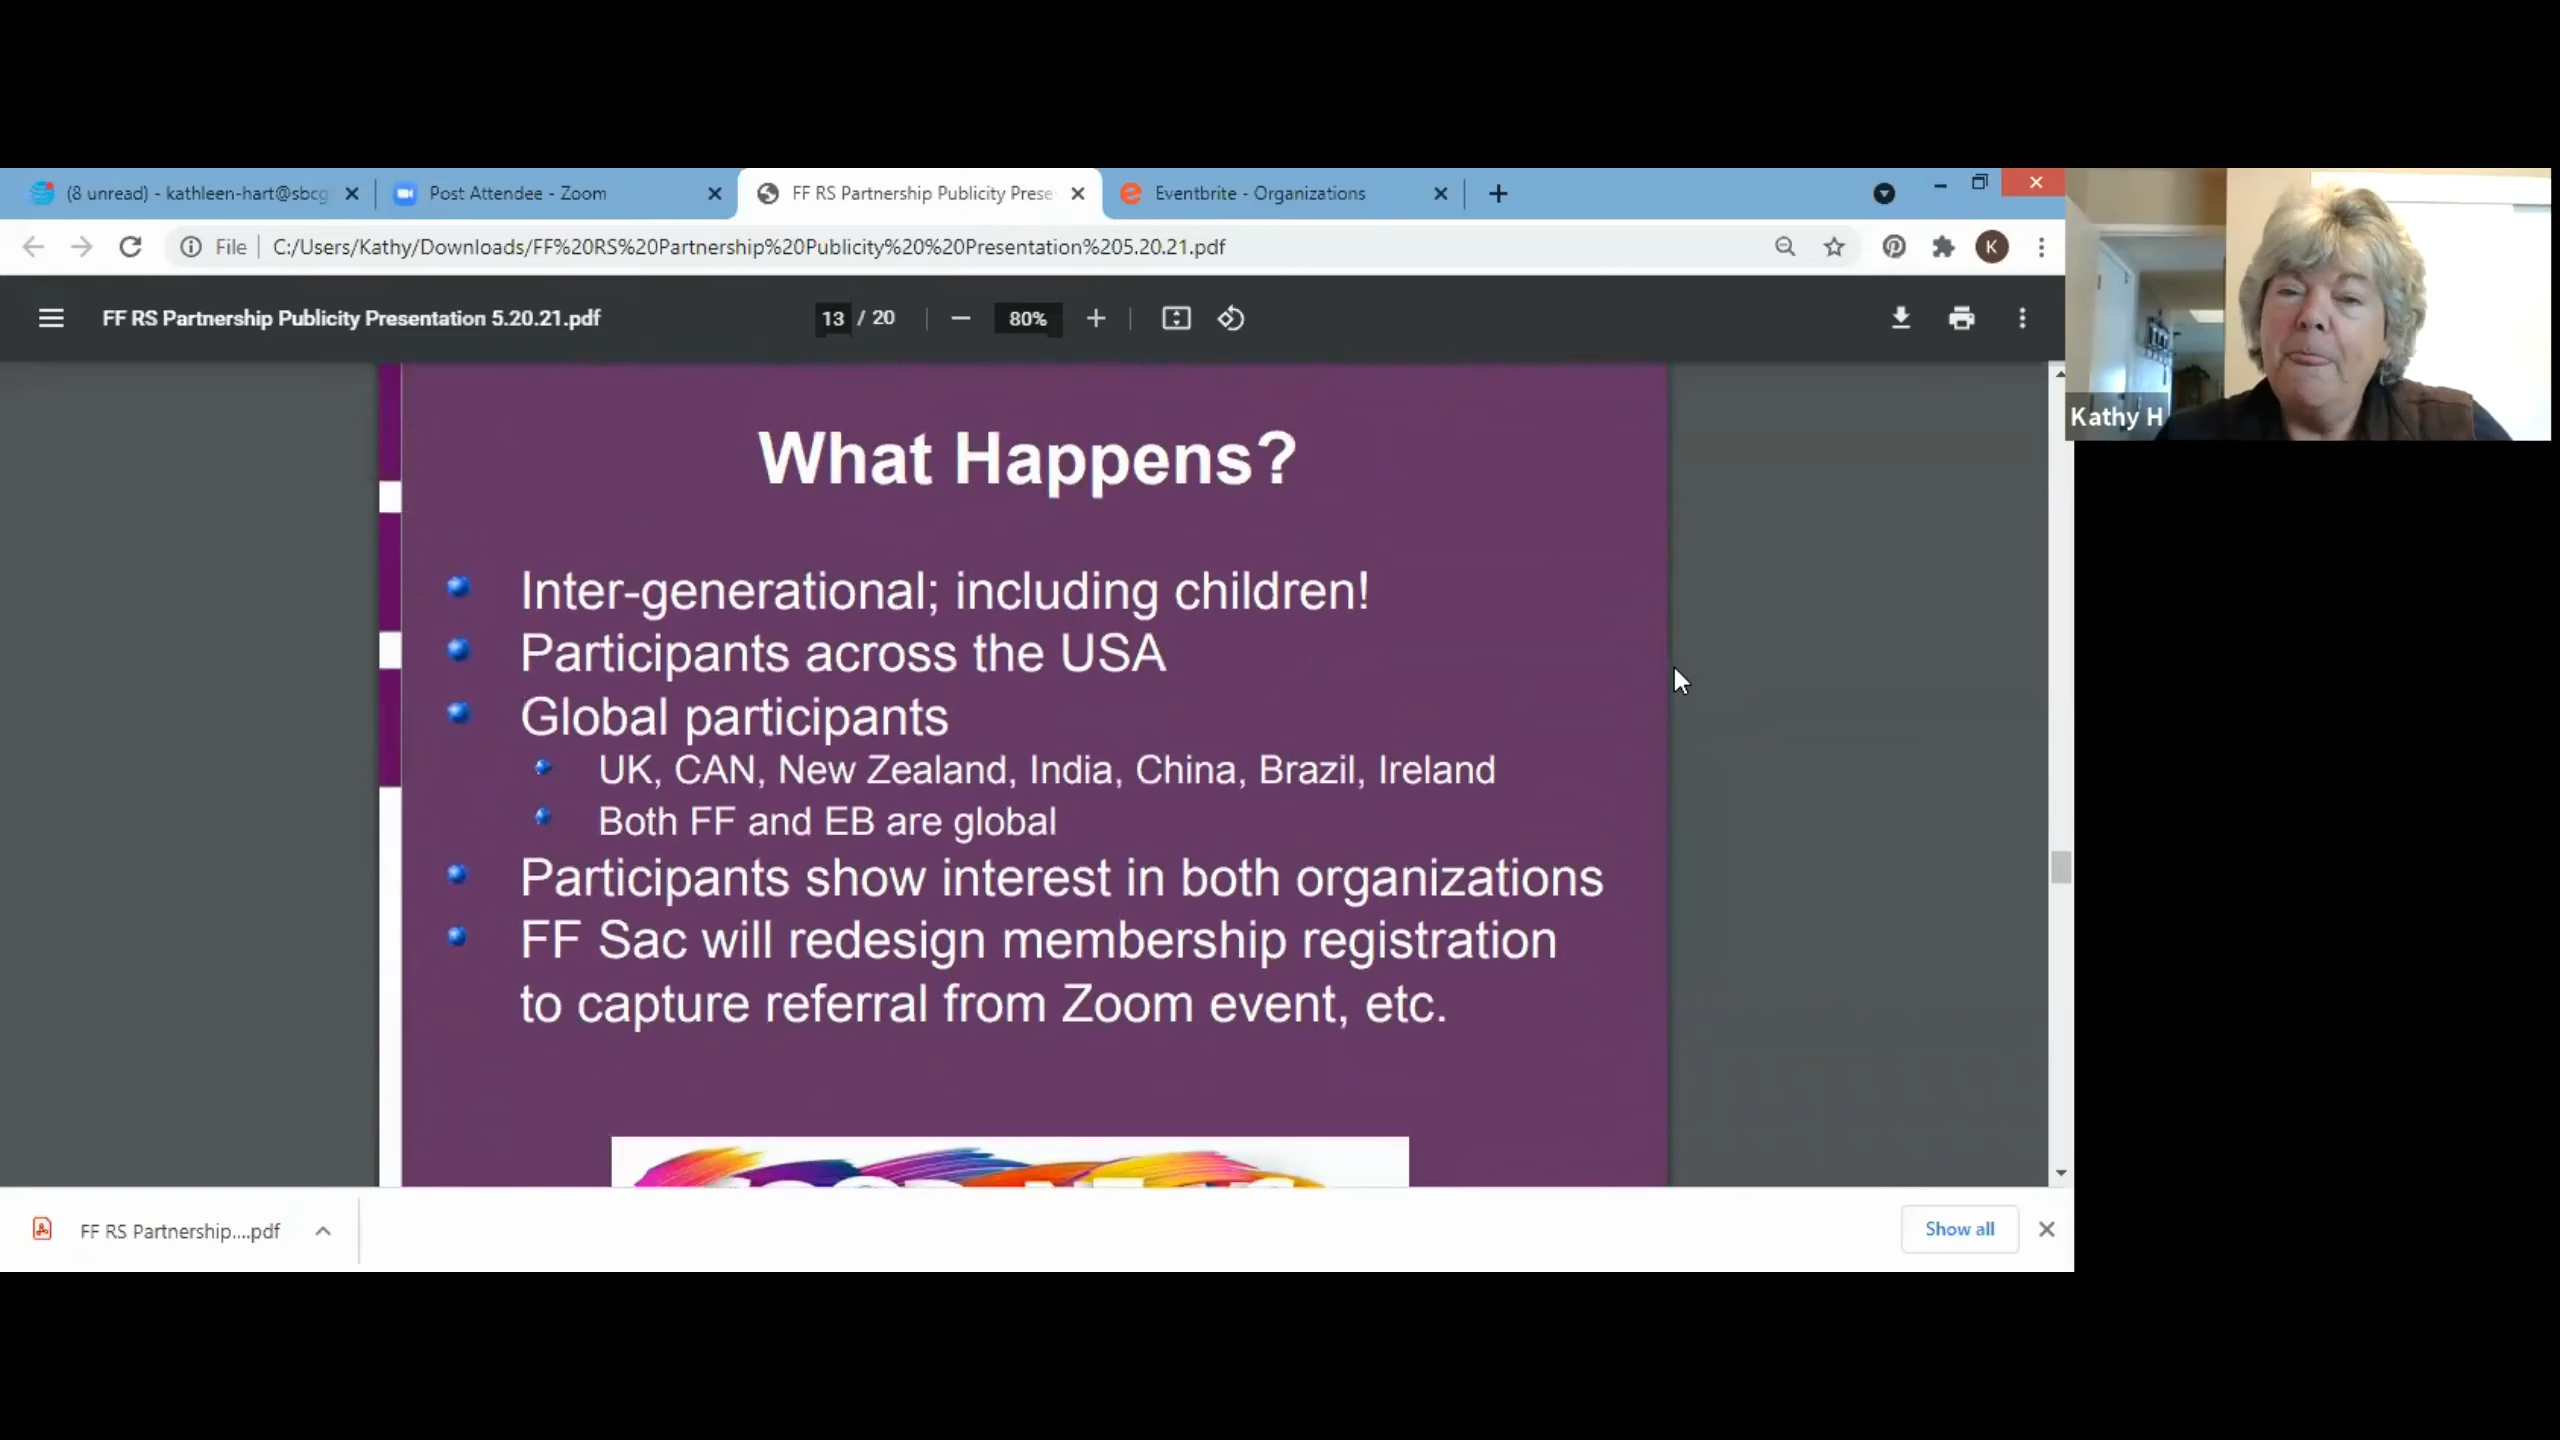 (8 unread) - kathleen-hart@sbcg
Post Attendee - Zoom
FF RS Partnership Publicity Prese
Eventbrite - Organizations
File
C:/Users/Kathy/Downloads/FF%20RS%20Partnership%20Publicity%20%20Presentation%205.20.21.pdf
K
FF RS Partnership Publicity Presentation 5.20.21.pdf
13 / 20
80%
Kathy H
What Happens?
Inter-generational; including children!
Participants across the USA
Global participants
UK, CAN, New Zealand, India, China, Brazil, Ireland
Both FF and EB are global
Participants show interest in both organizations
FF Sac will redesign membership registration
to capture referral from Zoom event, etc.
FF RS Partnership....pdf
Show all